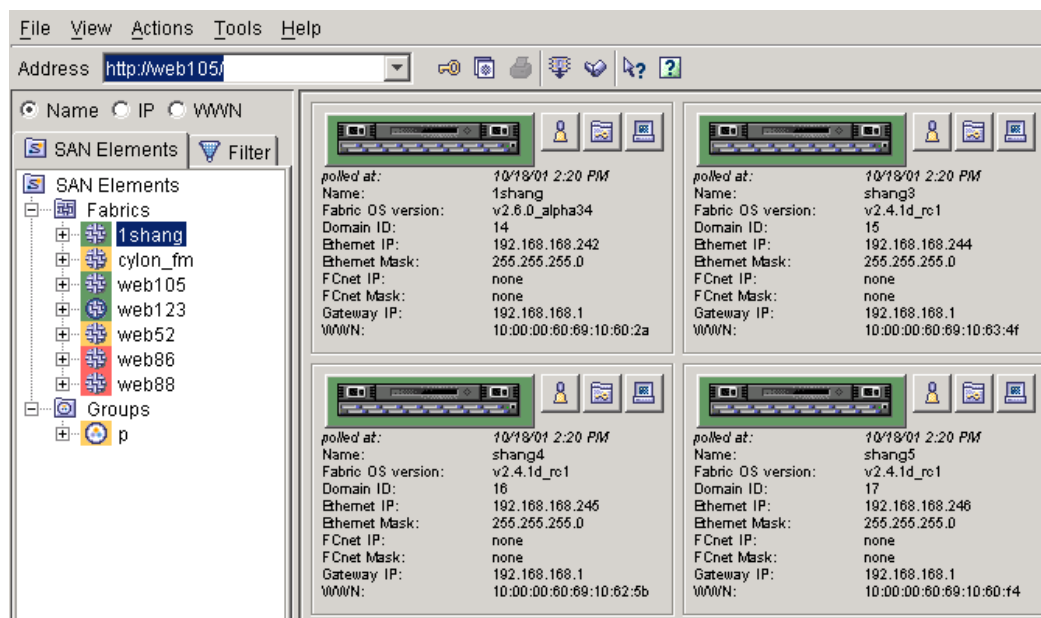 File View Actions Tools Help
Address http://web105/
Name IP WWN
SAN Elements Filter
SAN Elements
Fabrics
1shang
cylon_fm
web105
web123
web52
web86
web88
Groups
p
polled at: 10/18/01 2:20 PM
Name: 1shang
Fabric OS version: v2.6.0_alpha34
Domain ID: 14
Ethernet IP: 192.168.168.242
Ethernet Mask: 255.255.255.0
FCnet IP: none
FCnet Mask: none
Gateway IP: 192.168.168.1
WWN: 10:00:00:60:69:10:60:2a
polled at: 10/18/01 2:20 PM
Name: shang3
Fabric OS version: v2.4.1d_rc1
Domain ID: 15
Ethernet IP: 192.168.168.244
Ethernet Mask: 255.255.255.0
FCnet IP: none
FCnet Mask: none
Gateway IP: 192.168.168.1
WWN: 10:00:00:60:69:10:63:4f
polled at: 10/18/01 2:20 PM
Name: shang4
Fabric OS version: v2.4.1d_rc1
Domain ID: 16
Ethernet IP: 192.168.168.245
Ethernet Mask: 255.255.255.0
FCnet IP: none
FCnet Mask: none
Gateway IP: 192.168.168.1
WWN: 10:00:00:60:69:10:62:5b
polled at: 10/18/01 2:20 PM
Name: shang5
Fabric OS version: v2.4.1d_rc1
Domain ID: 17
Ethernet IP: 192.168.168.246
Ethernet Mask: 255.255.255.0
FCnet IP: none
FCnet Mask: none
Gateway IP: 192.168.168.1
WWN: 10:00:00:60:69:10:60:f4